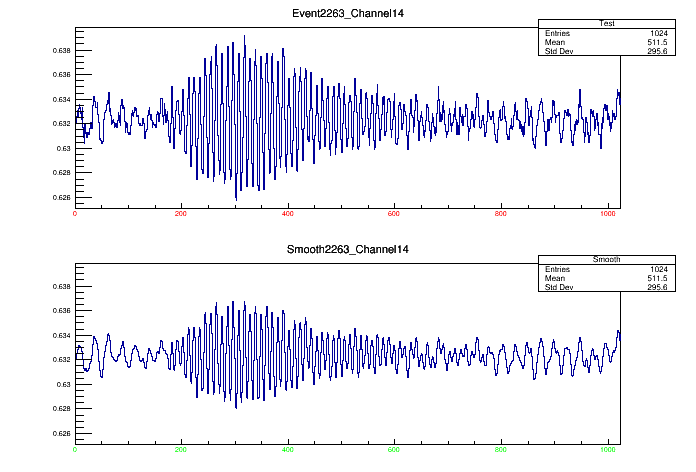 Event2263_Channel14
Test
Entries 1024
Mean 511.5
Std Dev 295.6
0.638
0.636
0.634
0.632
0.63
0.628
0.626
0 200 400 600 800 1000
Smooth2263_Channel14
Smooth
Entries 1024
Mean 511.5
Std Dev 295.6
0.638
0.636
0.634
0.632
0.63
0.628
0.626
0 200 400 600 800 1000